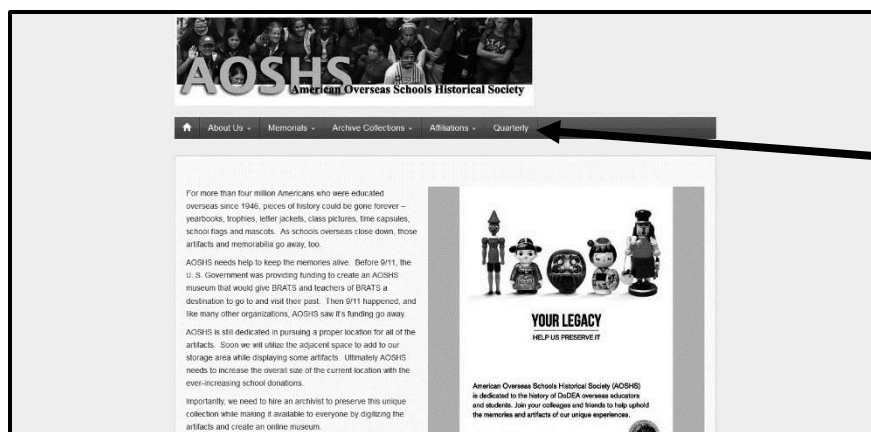 AOSHS
American Overseas Schools Historical Society
About Us Memorials Archive Collections Affiliations Quarterly
For more than four million Americans who were educated
overseas since 1946, pieces of history could be gone forever –
yearbooks, trophies, letter jackets, class pictures, time capsules,
school flags and mascots. As schools overseas close down, those
artifacts and memorabilia go away, too.
AOSHS needs help to keep the memories alive. Before 9/11, the
U. S. Government was providing funding to create an AOSHS
museum that would give BRATS and teachers of BRATS a
destination to go to and visit their past. Then 9/11 happened, and
like many other organizations, AOSHS saw it's funding go away.
AOSHS is still dedicated in pursuing a proper location for all of the
artifacts. Soon we will utilize the adjacent space to add to our
storage area while displaying some artifacts. Ultimately AOSHS
needs to increase the overall size of the current location with the
ever-increasing school donations.
Importantly, we need to hire an archivist to preserve this unique
collection while making it available to everyone by digitizing the
artifacts and create an online museum.
YOUR LEGACY
HELP US PRESERVE IT
American Overseas Schools Historical Society (AOSHS)
is dedicated to the history of DoDEA overseas educators
and students. Join your colleages and friends to help uphold
the memories and artifacts of our unique experiences.